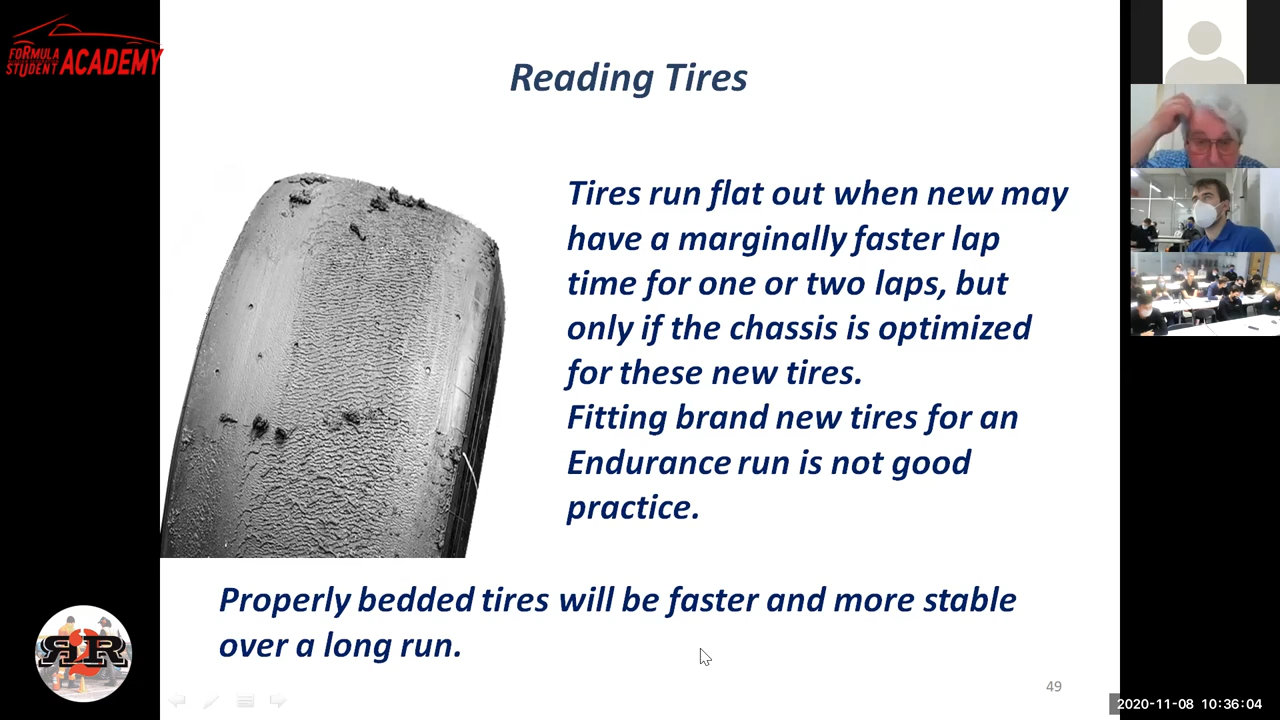 FORMULA
STUDENT ACADEMY
Reading Tires
Tires run flat out when new may
have a marginally faster lap
time for one or two laps, but
only if the chassis is optimized
for these new tires.
Fitting brand new tires for an
Endurance run is not good
practice.
Properly bedded tires will be faster and more stable
over a long run.
R2R
49
2020-11-08 10:36:04